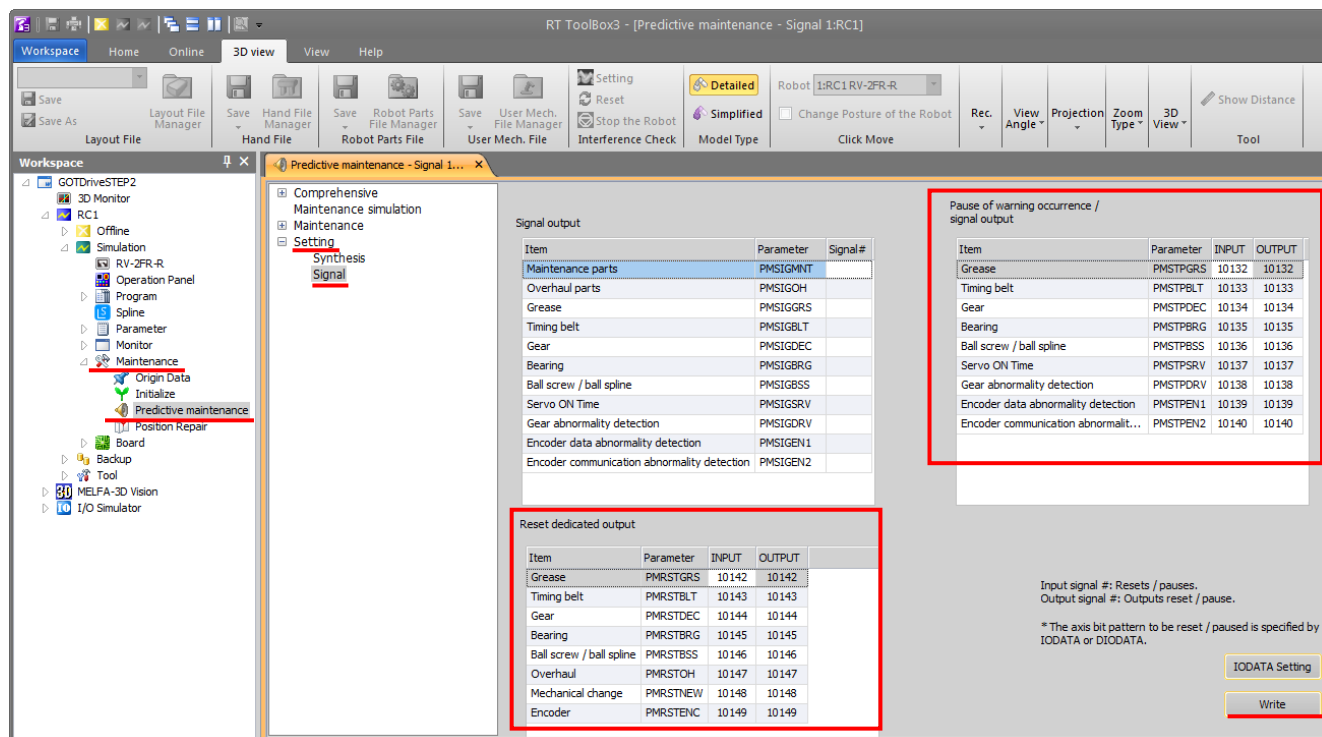 RT ToolBox3 - [Predictive maintenance - Signal 1:RC1]
Workspace Home Online 3D view View Help
Save
Save As
Layout File Manager
Layout File
Save
Hand File Manager
Hand File
Save
Robot Parts File Manager
Robot Parts File
Save
User Mech. File Manager
User Mech. File
Setting
Reset
Stop the Robot
Interference Check
Detailed
Simplified
Model Type
Robot 1:RC1 RV-2FR-R
Change Posture of the Robot
Click Move
Rec.
View Angle
Projection
Zoom Type
3D View
Show Distance
Tool
Workspace
GOTDriveSTEP2
3D Monitor
RC1
Offline
Simulation
RV-2FR-R
Operation Panel
Program
Spline
Parameter
Monitor
Maintenance
Origin Data
Initialize
Predictive maintenance
Position Repair
Board
Backup
Tool
MELFA-3D Vision
I/O Simulator
Predictive maintenance - Signal 1...
Comprehensive
Maintenance simulation
Maintenance
Setting
Synthesis
Signal
Signal output
Item Parameter Signal#
Maintenance parts PMSIGMNT
Overhaul parts PMSIGOH
Grease PMSIGGRS
Timing belt PMSIGBLT
Gear PMSIGDEC
Bearing PMSIGBRG
Ball screw / ball spline PMSIGBSS
Servo ON Time PMSIGSRV
Gear abnormality detection PMSIGDRV
Encoder data abnormality detection PMSIGEN1
Encoder communication abnormality detection PMSIGEN2
Pause of warning occurrence /
signal output
Item Parameter INPUT OUTPUT
Grease PMSTPGRS 10132 10132
Timing belt PMSTPBLT 10133 10133
Gear PMSTPDEC 10134 10134
Bearing PMSTPBRG 10135 10135
Ball screw / ball spline PMSTPBSS 10136 10136
Servo ON Time PMSTPSRV 10137 10137
Gear abnormality detection PMSTPDRV 10138 10138
Encoder data abnormality detection PMSTPEN1 10139 10139
Encoder communication abnormalit... PMSTPEN2 10140 10140
Reset dedicated output
Item Parameter INPUT OUTPUT
Grease PMRSTGRS 10142 10142
Timing belt PMRSTBLT 10143 10143
Gear PMRSTDEC 10144 10144
Bearing PMRSTBRG 10145 10145
Ball screw / ball spline PMRSTBSS 10146 10146
Overhaul PMRSTOH 10147 10147
Mechanical change PMRSTNEW 10148 10148
Encoder PMRSTENC 10149 10149
Input signal #: Resets / pauses.
Output signal #: Outputs reset / pause.
* The axis bit pattern to be reset / paused is specified by
IODATA or DIODATA.
IODATA Setting
Write